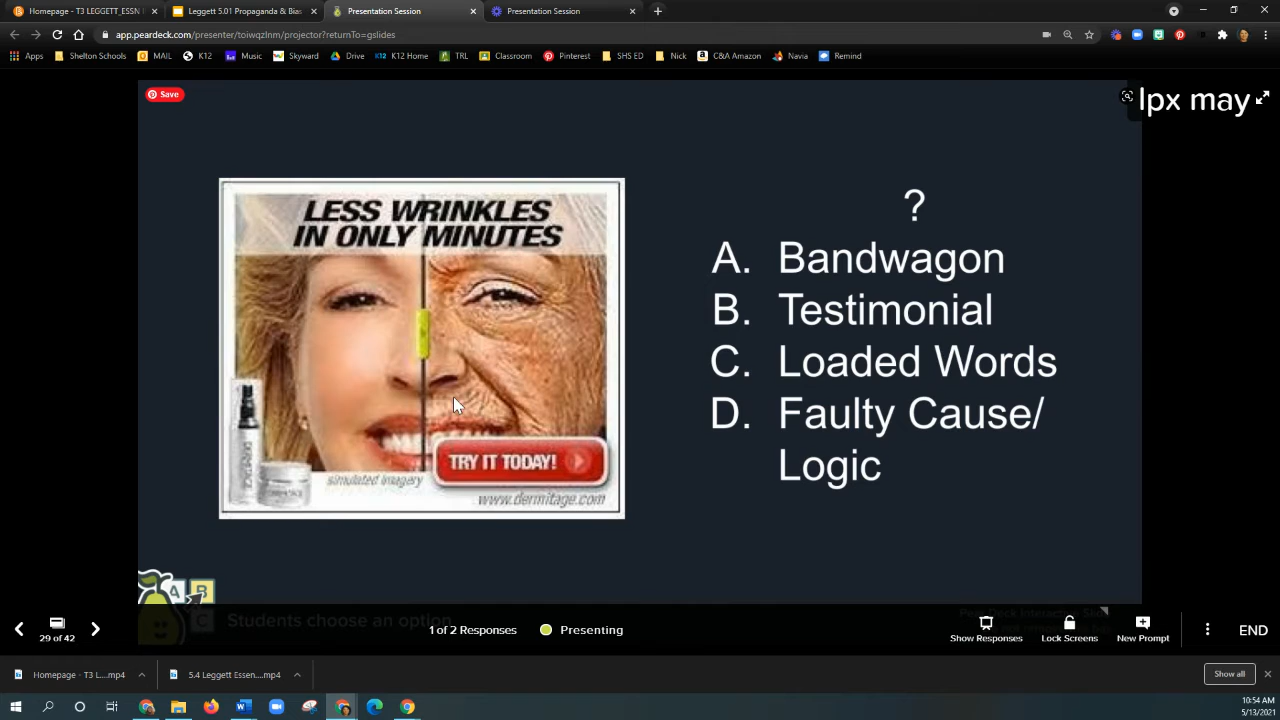 Homepage - T3 LEGGETT_ESSN
Leggett 5.01 Propaganda & Bias
Presentation Session
Presentation Session
app.peardeck.com/presenter/toiwqzlnm/projector?returnTo=gslides
Apps
Shelton Schools
MAIL
K12
Music
Skyward
Drive
K12 Home
TRL
Classroom
Pinterest
SHS ED
Nick
C&A Amazon
Navia
Remind
Save
lpx may
LESS WRINKLES
IN ONLY MINUTES
TRY IT TODAY!
simulated imagery
www.dermitage.com
?
A. Bandwagon
B. Testimonial
C. Loaded Words
D. Faulty Cause/
Logic
A B
C
Students choose an option
29 of 42
1 of 2 Responses
Presenting
Show Responses
Lock Screens
New Prompt
END
Homepage - T3 L....mp4
5.4 Leggett Essen....mp4
Show all
10:54 AM
5/13/2021